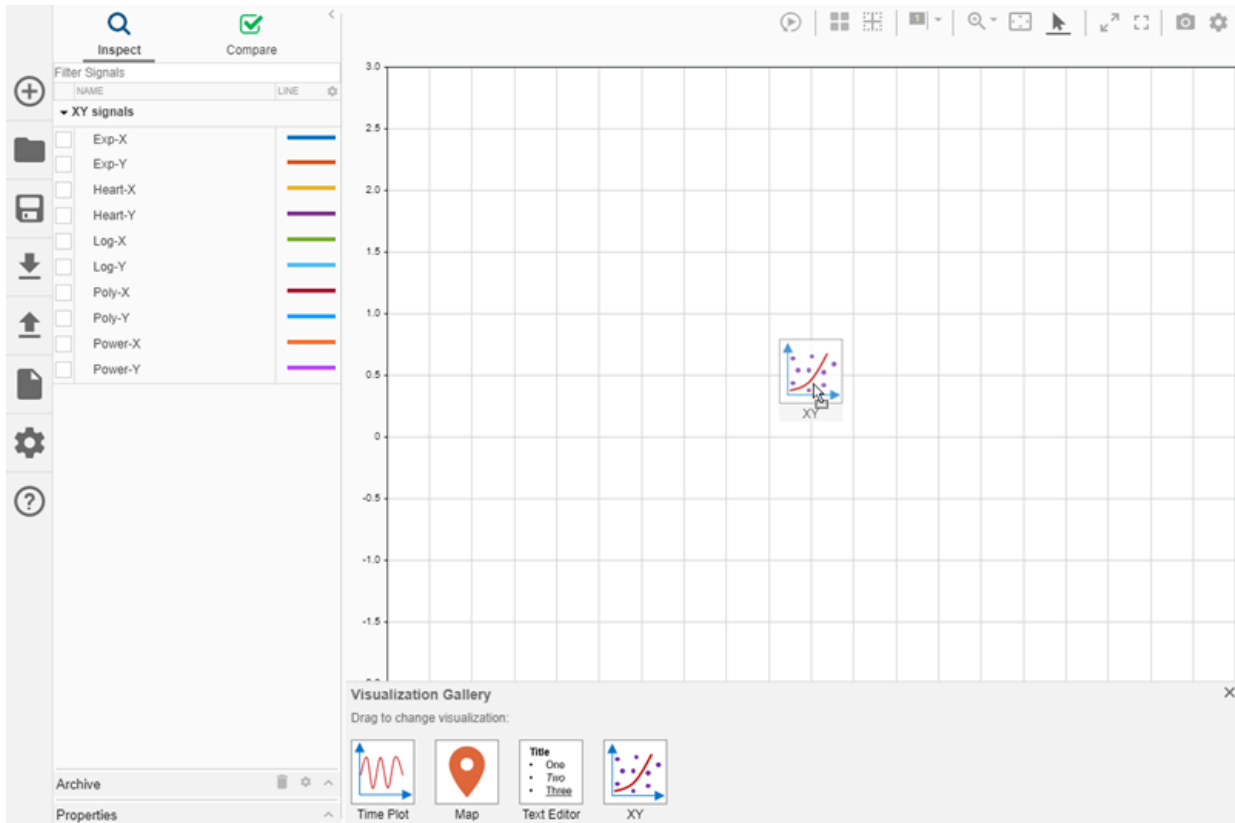 Inspect
Compare
Filter Signals
NAME
LINE
XY signals
Exp-X
Exp-Y
Heart-X
Heart-Y
Log-X
Log-Y
Poly-X
Poly-Y
Power-X
Power-Y
Archive
Properties
1
3.0
2.5
2.0
1.5
1.0
0.5
0
-0.5
-1.0
-1.5
XY
Visualization Gallery
Drag to change visualization:
Title
• One
• Two
• Three
Time Plot
Map
Text Editor
XY